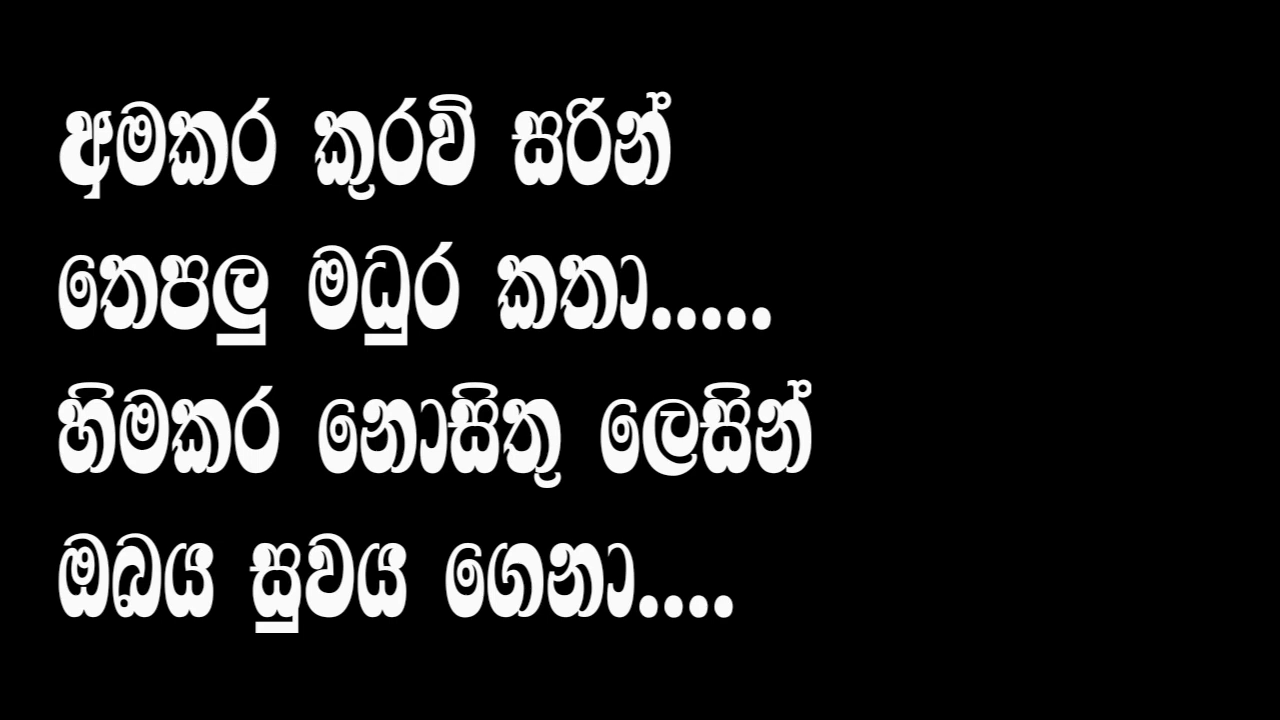 අමකර කුරවි සරින්
තෙපලු මධුර කතා.....
හිමකර නොසිතු ලෙසින්
ඔබය සුවය ගෙනා....